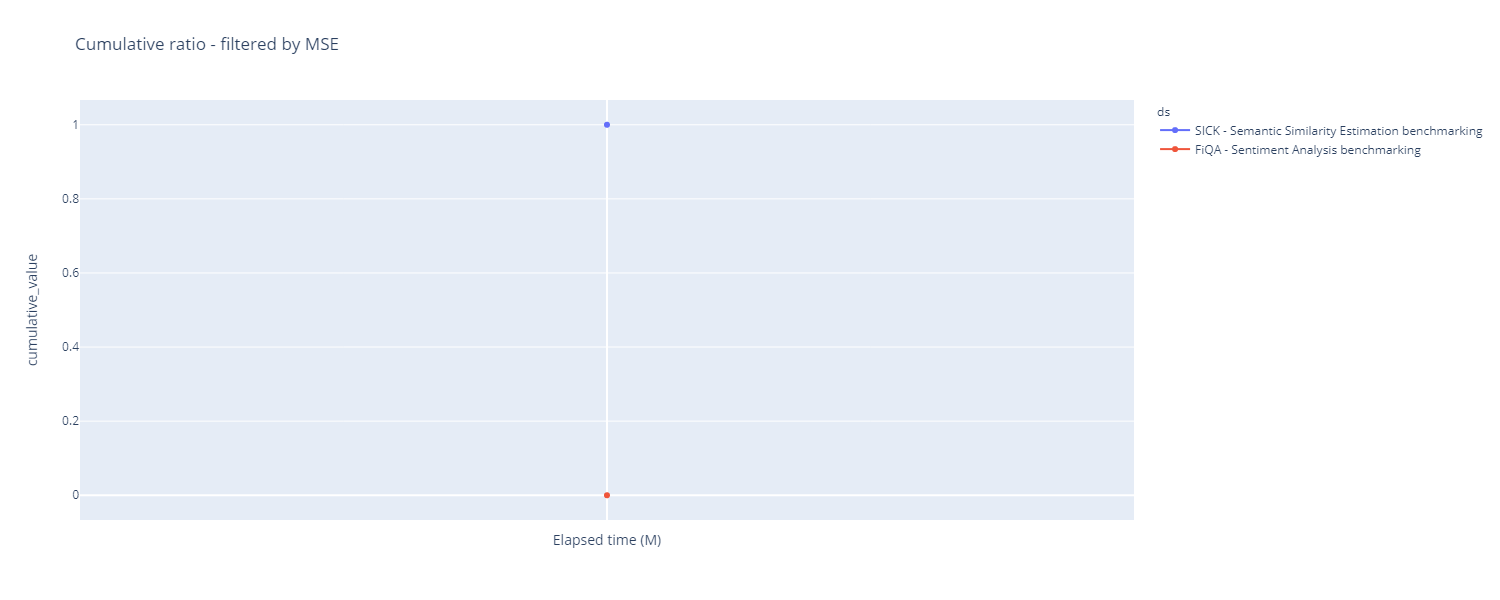 Cumulative ratio - filtered by MSE
ds
SICK - Semantic Similarity Estimation benchmarking
FiQA - Sentiment Analysis benchmarking
1
0.8
0.6
0.4
0.2
0
cumulative_value
Elapsed time (M)